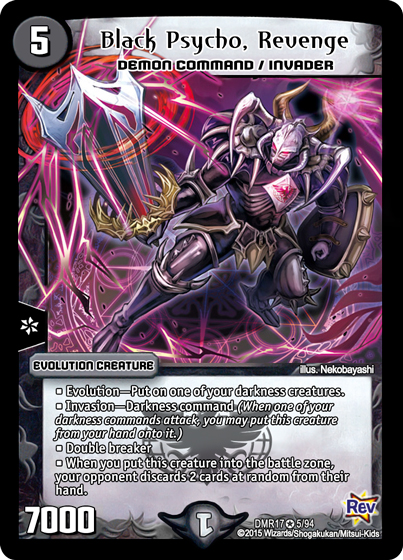 5
Black Psycho, Revenge
DEMON COMMAND / INVADER
EVOLUTION CREATURE
illus. Nekobayashi
▪ Evolution—Put on one of your darkness creatures.
▪ Invasion—Darkness command (When one of your
darkness commands attack, you may put this creature
from your hand onto it.)
▪ Double breaker
▪ When you put this creature into the battle zone,
your opponent discards 2 cards at random from their
hand.
Rev
7000
1
DMR17 ✪ 5/94
©2015 Wizards/Shogakukan/Mitsui-Kids